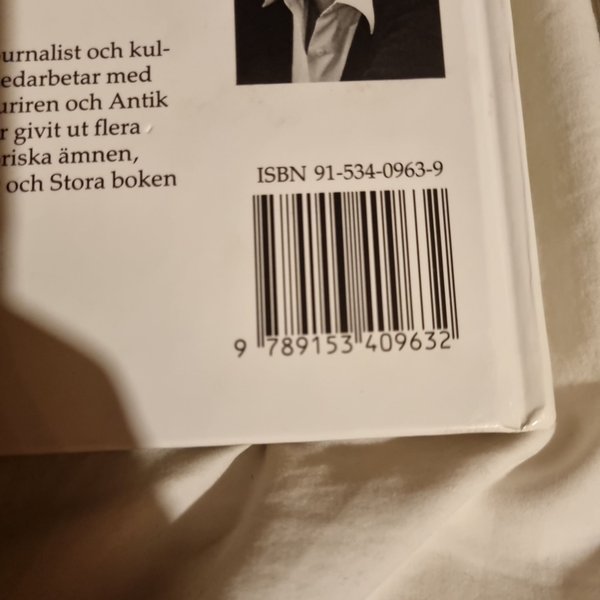 urnalist och kul-
edarbetar med
uriren och Antik
r givit ut flera
riska ämnen,
och Stora boken
ISBN 91-534-0963-9
9 789153 409632